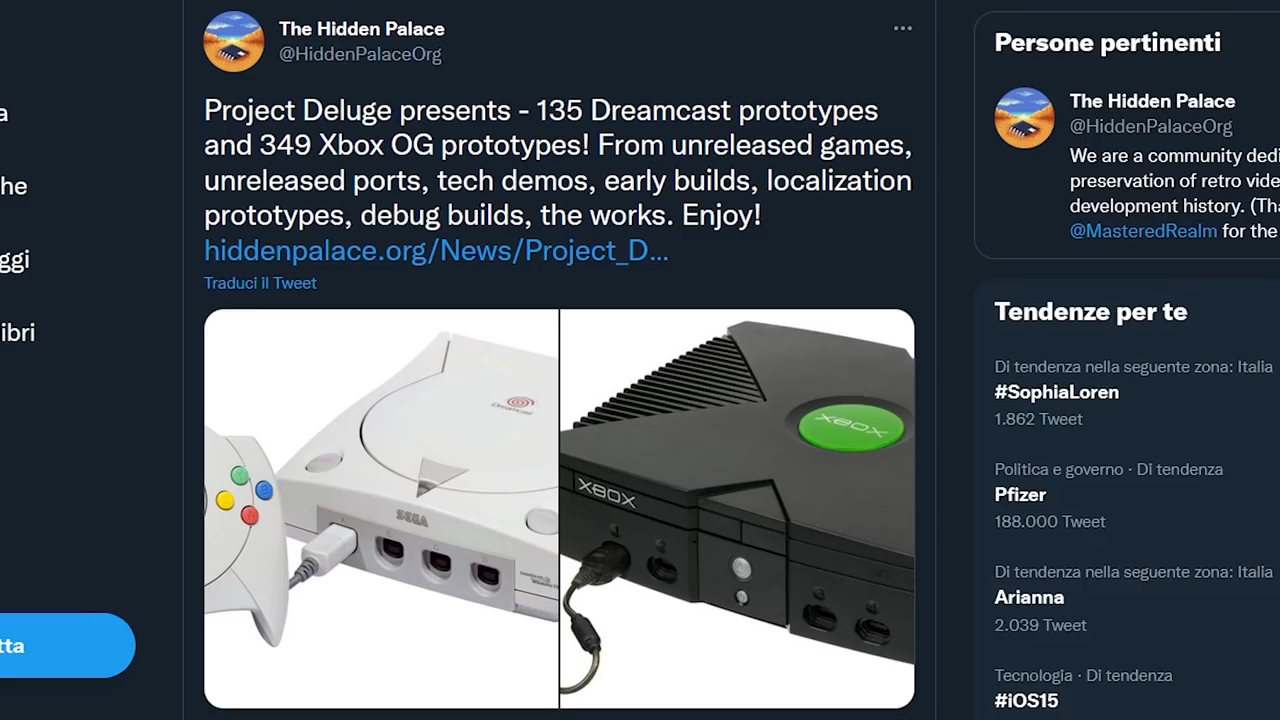 a
he
ggi
ibri
tta
The Hidden Palace
@HiddenPalaceOrg
Project Deluge presents - 135 Dreamcast prototypes
and 349 Xbox OG prototypes! From unreleased games,
unreleased ports, tech demos, early builds, localization
prototypes, debug builds, the works. Enjoy!
hiddenpalace.org/News/Project_D...
Traduci il Tweet
Dreamcast
SEGA
XBOX
XBOX
Persone pertinenti
The Hidden Palace
@HiddenPalaceOrg
We are a community dedi
preservation of retro vide
development history. (Tha
@MasteredRealm for the
Tendenze per te
Di tendenza nella seguente zona: Italia
#SophiaLoren
1.862 Tweet
Politica e governo · Di tendenza
Pfizer
188.000 Tweet
Di tendenza nella seguente zona: Italia
Arianna
2.039 Tweet
Tecnologia · Di tendenza
#iOS15